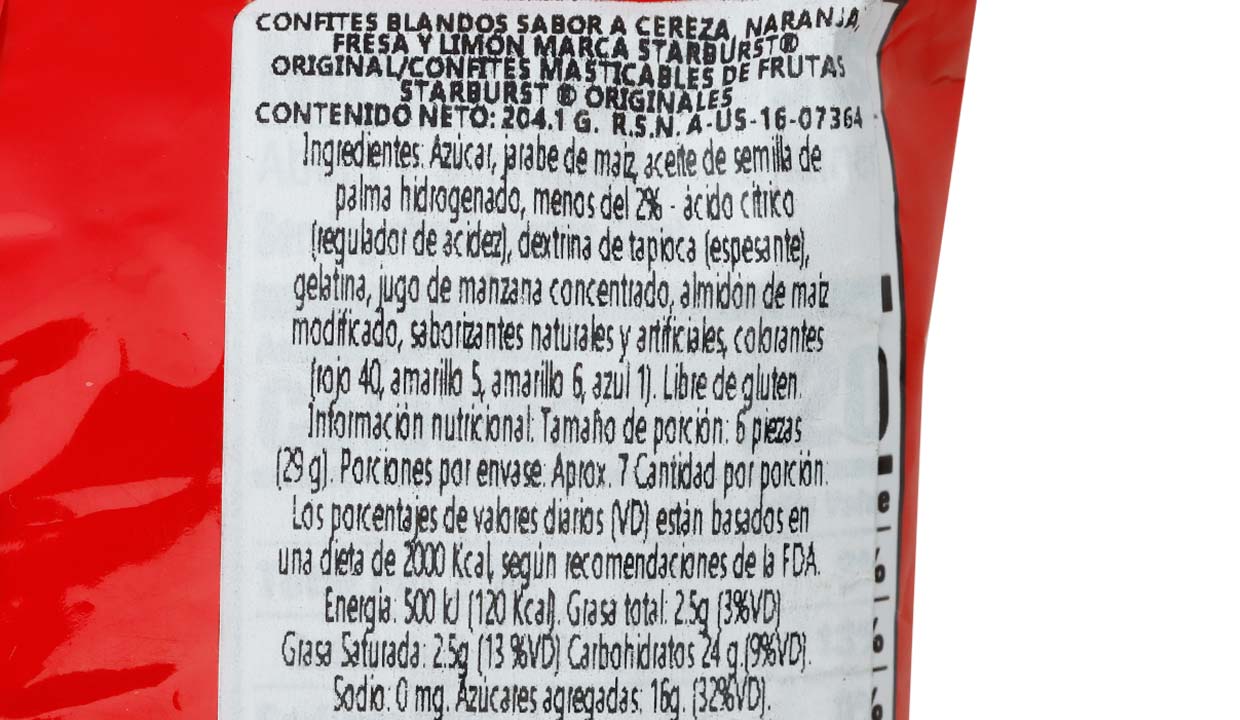 CONFITES BLANDOS SABOR A CEREZA, NARANJA,
FRESA Y LIMÓN MARCA STARBURST®
ORIGINAL/CONFITES MASTICABLES DE FRUTAS
STARBURST ® ORIGINALES
CONTENIDO NETO: 204.1 G. R.S.N. A-US-16-07364
Ingredientes: Azúcar, jarabe de maíz, aceite de semilla de
palma hidrogenado, menos del 2% - ácido cítrico
(regulador de acidez), dextrina de tapioca (espesante),
gelatina, jugo de manzana concentrado, almidón de maíz
modificado, saborizantes naturales y artificiales, colorantes
(rojo 40, amarillo 5, amarillo 6, azul 1). Libre de gluten.
Información nutricional: Tamaño de porción: 6 piezas
(29 g). Porciones por envase: Aprox. 7 Cantidad por porción:
Los porcentajes de valores diarios (VD) están basados en
una dieta de 2000 Kcal, según recomendaciones de la FDA.
Energía: 500 kJ (120 Kcal). Grasa total: 2.5g (3%VD)
Grasa Saturada: 2.5g (13 %VD) Carbohidratos 24 g.(9%VD).
Sodio: 0 mg. Azúcares agregadas: 16g. (32%VD).